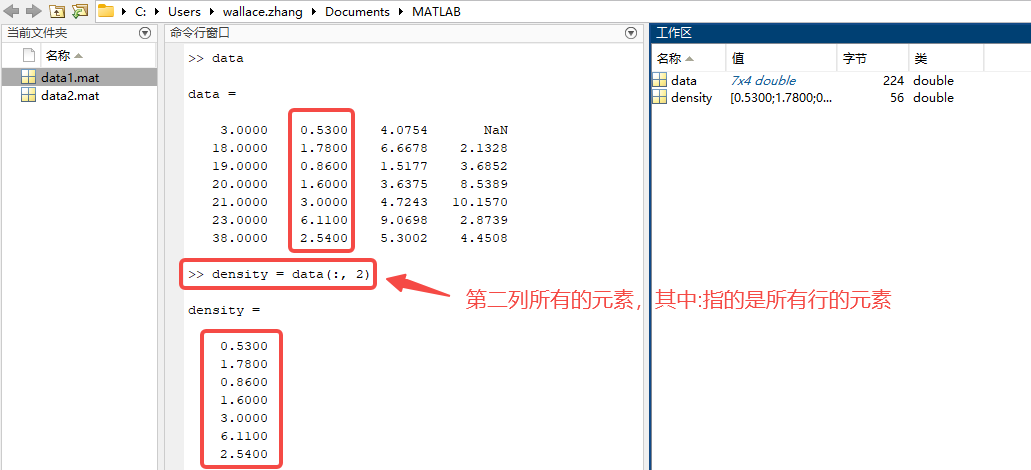 C: Users wallace.zhang Documents MATLAB
当前文件夹
名称
data1.mat
data2.mat
命令行窗口
>> data
data =
3.0000 0.5300 4.0754 NaN
18.0000 1.7800 6.6678 2.1328
19.0000 0.8600 1.5177 3.6852
20.0000 1.6000 3.6375 8.5389
21.0000 3.0000 4.7243 10.1570
23.0000 6.1100 9.0698 2.8739
38.0000 2.5400 5.3002 4.4508
>> density = data(:, 2)
第二列所有的元素，其中:指的是所有行的元素
density =
0.5300
1.7800
0.8600
1.6000
3.0000
6.1100
2.5400
工作区
名称 值 字节 类
data 7x4 double 224 double
density [0.5300;1.7800;0... 56 double